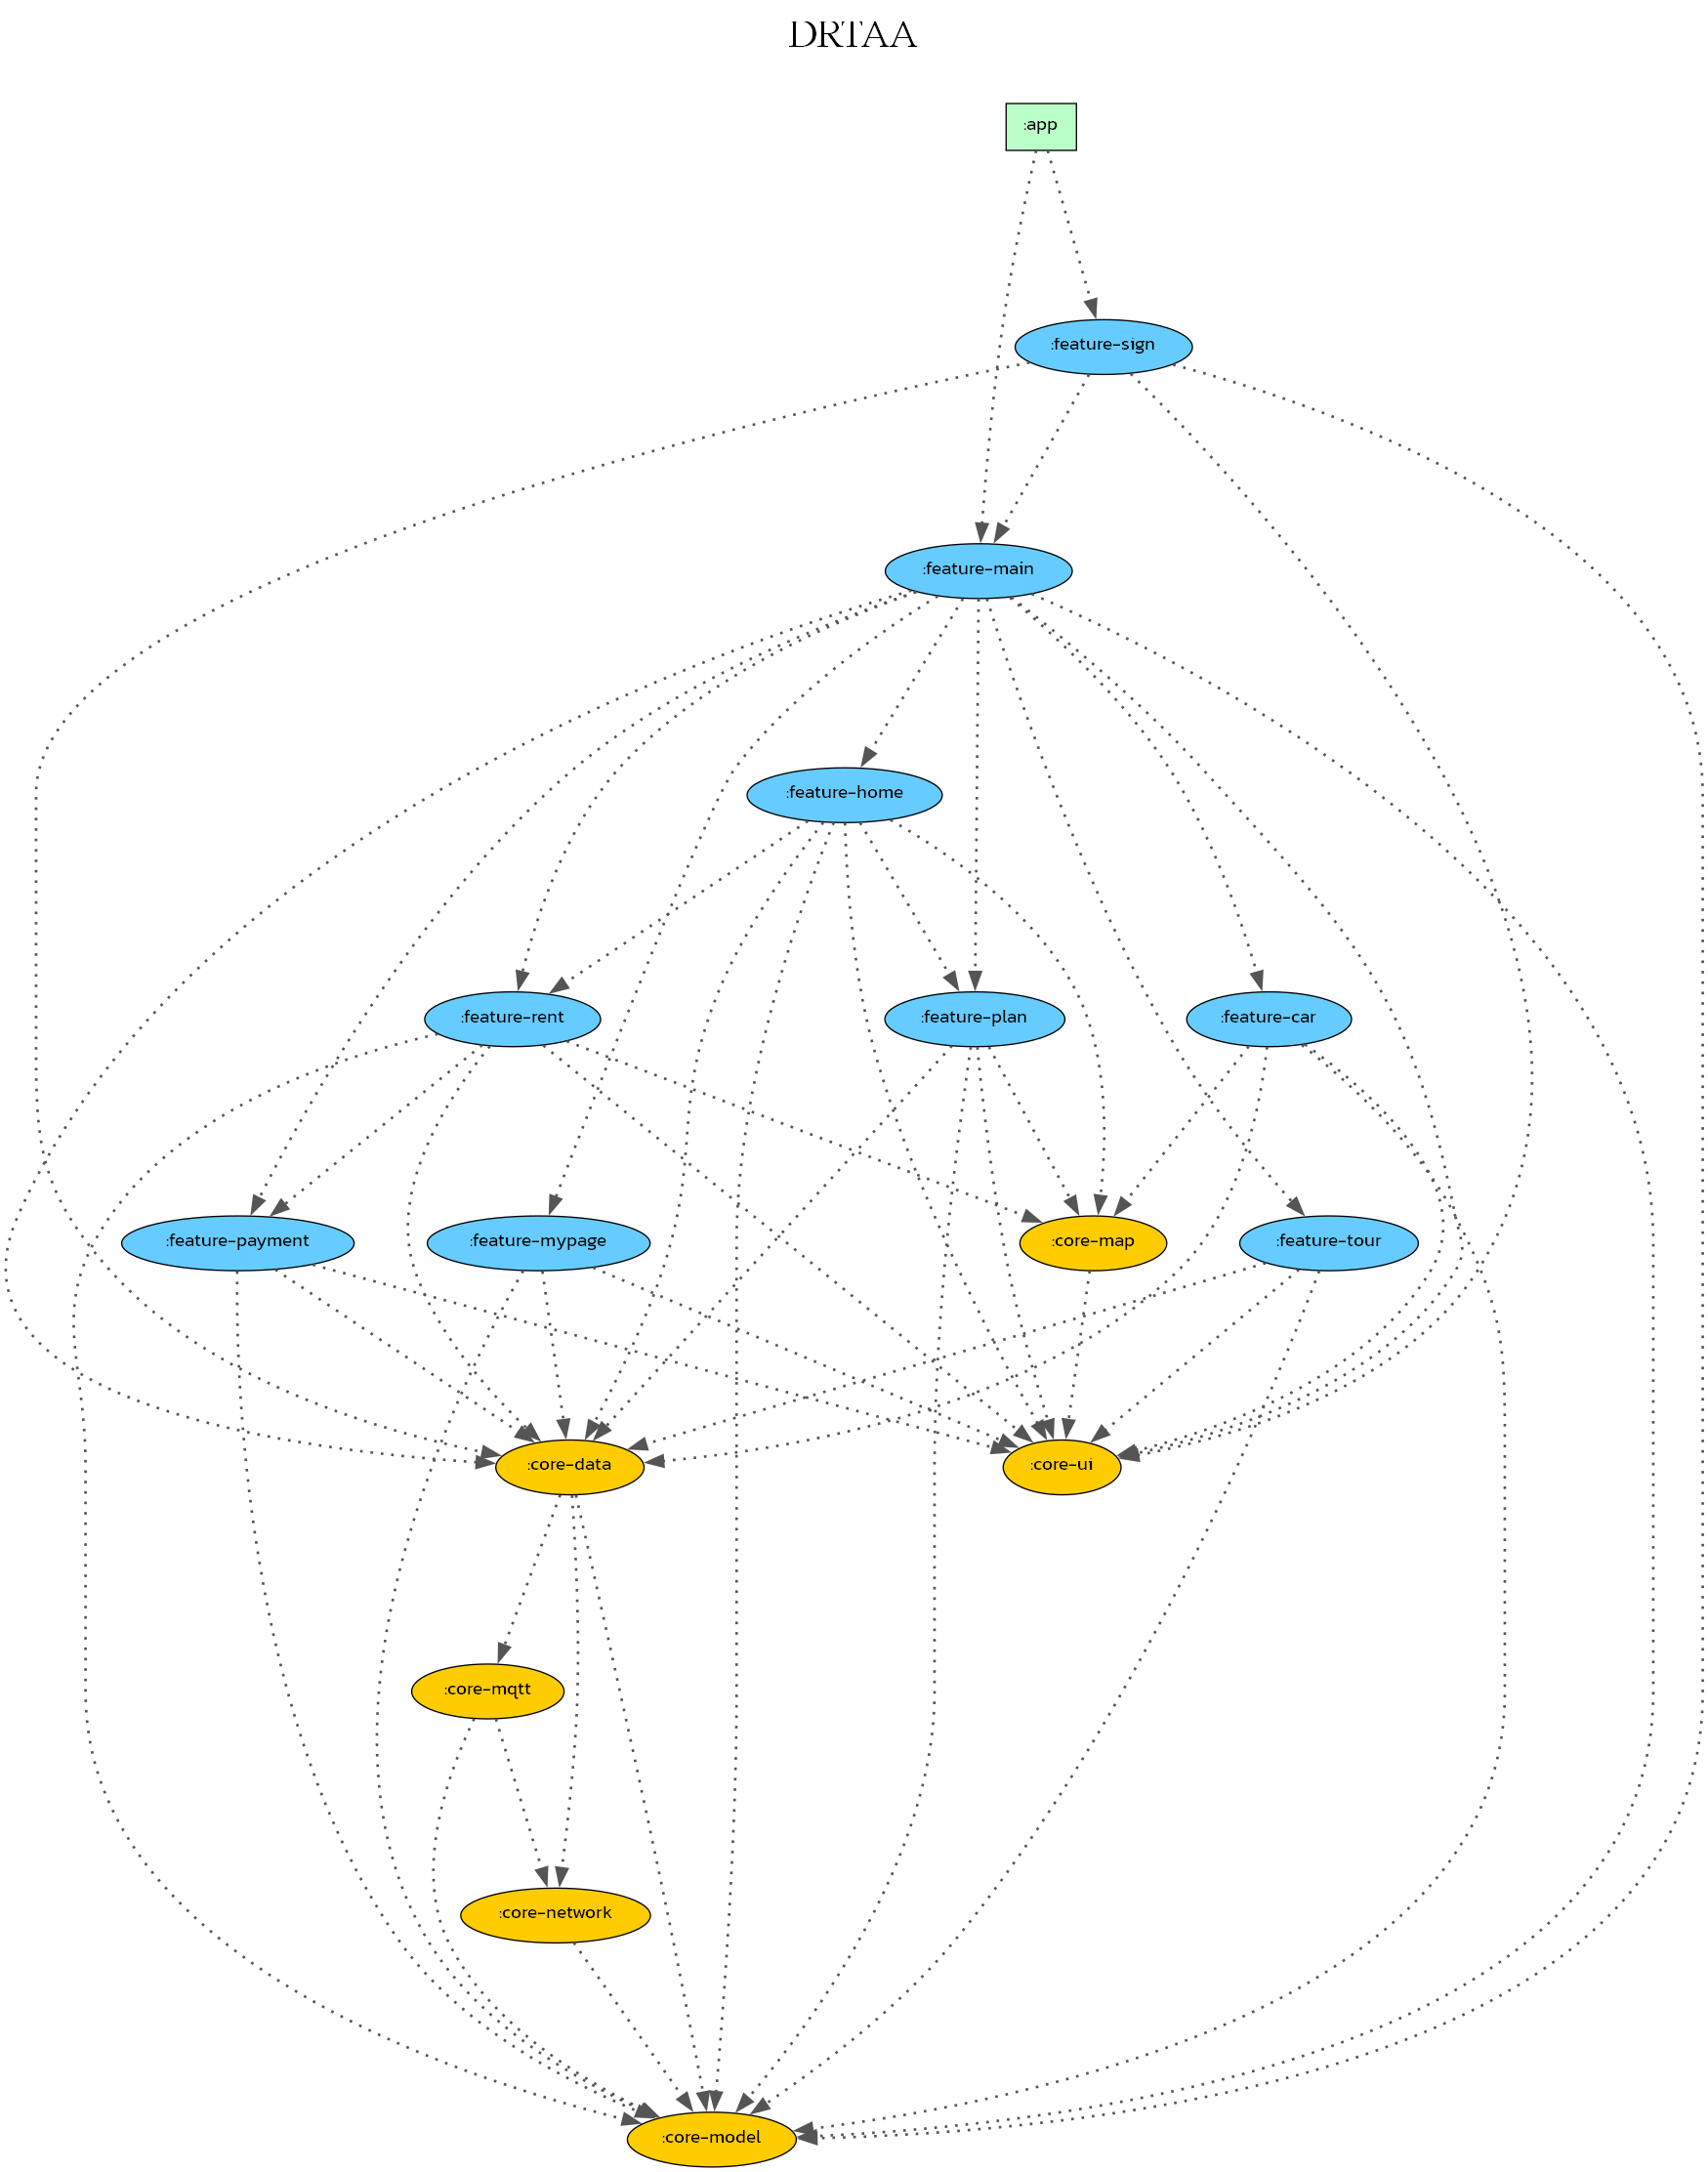 DRTAA
:app
:feature-sign
:feature-main
:feature-home
:feature-rent
:feature-plan
:feature-car
:feature-payment
:feature-mypage
:core-map
:feature-tour
:core-data
:core-ui
:core-mqtt
:core-network
:core-model